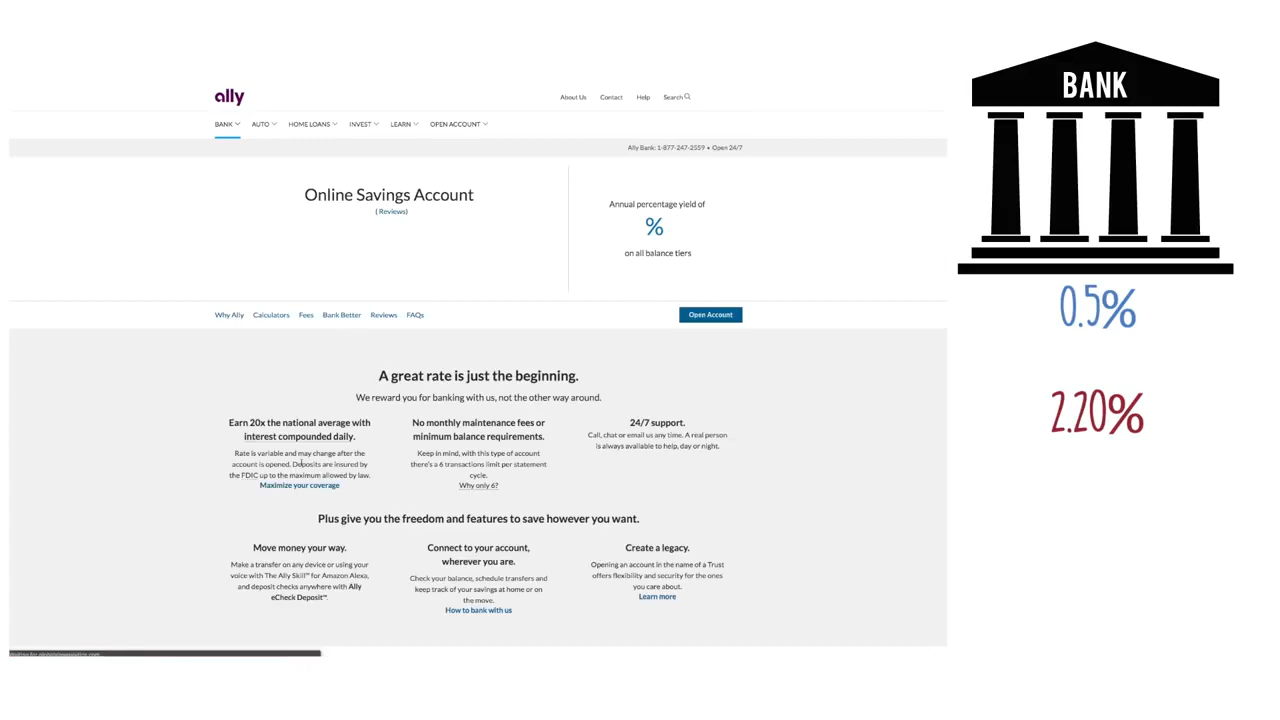 ally
About Us Contact Help Search
BANK AUTO HOME LOANS INVEST LEARN OPEN ACCOUNT
Ally Bank: 1-877-247-2559 • Open 24/7
Online Savings Account
( Reviews)
Annual percentage yield of
%
on all balance tiers
Why Ally Calculators Fees Bank Better Reviews FAQs
Open Account
A great rate is just the beginning.
We reward you for banking with us, not the other way around.
Earn 20x the national average with
interest compounded daily.
Rate is variable and may change after the
account is opened. Deposits are insured by
the FDIC up to the maximum allowed by law.
Maximize your coverage
No monthly maintenance fees or
minimum balance requirements.
Keep in mind, with this type of account
there's a 6 transactions limit per statement
cycle.
Why only 6?
24/7 support.
Call, chat or email us any time. A real person
is always available to help, day or night.
Plus give you the freedom and features to save however you want.
Move money your way.
Make a transfer on any device or using your
voice with The Ally Skill™ for Amazon Alexa,
and deposit checks anywhere with Ally
eCheck Deposit℠.
Connect to your account,
wherever you are.
Check your balance, schedule transfers and
keep track of your savings at home or on
the move.
How to bank with us
Create a legacy.
Opening an account in the name of a Trust
offers flexibility and security for the ones
you care about.
Learn more
BANK
0.5%
2.20%